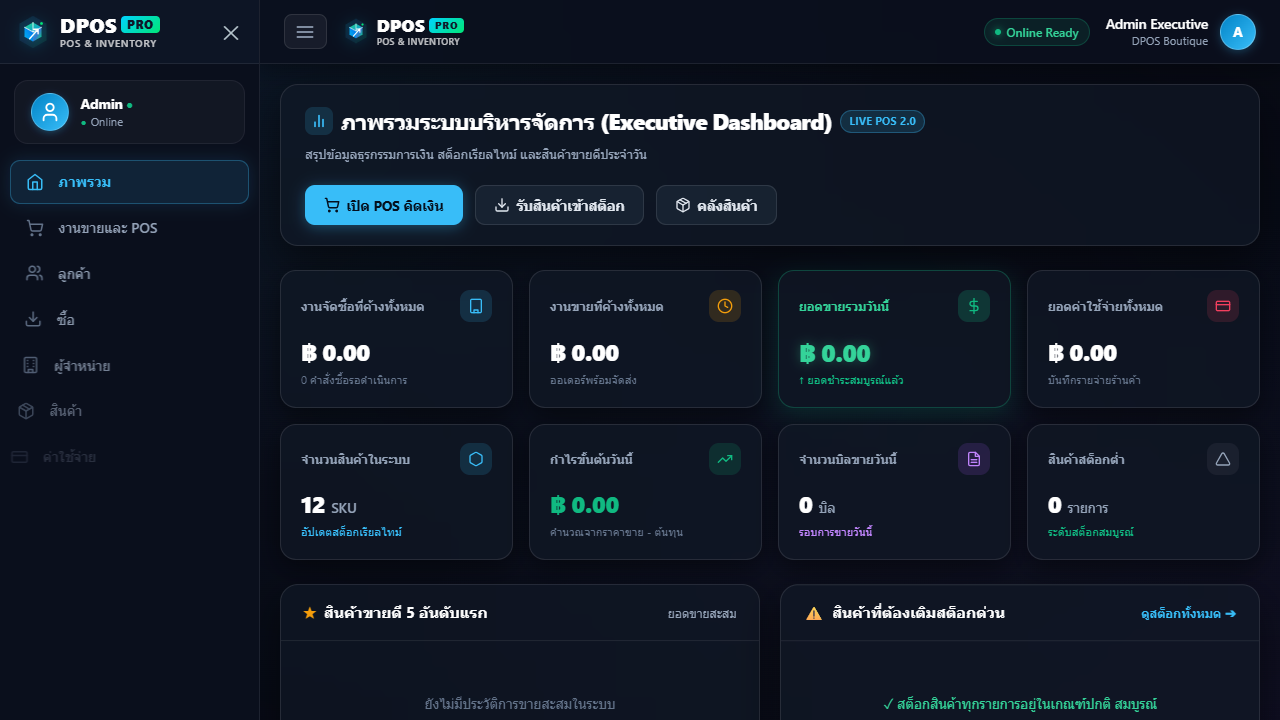 DPOS PRO
POS & INVENTORY
Admin
Online
ภาพรวม
งานขายและ POS
ลูกค้า
ซื้อ
ผู้จำหน่าย
สินค้า
ค่าใช้จ่าย
DPOS PRO
POS & INVENTORY
Online Ready
Admin Executive
DPOS Boutique
A
ภาพรวมระบบบริหารจัดการ (Executive Dashboard)
LIVE POS 2.0
สรุปข้อมูลธุรกรรมการเงิน สต็อกเรียลไทม์ และสินค้าขายดีประจำวัน
เปิด POS คิดเงิน
รับสินค้าเข้าสต็อก
คลังสินค้า
งานจัดซื้อที่ค้างทั้งหมด
฿ 0.00
0 คำสั่งซื้อรอดำเนินการ
งานขายที่ค้างทั้งหมด
฿ 0.00
ออเดอร์พร้อมจัดส่ง
ยอดขายรวมวันนี้
฿ 0.00
↑ ยอดชำระสมบูรณ์แล้ว
ยอดค่าใช้จ่ายทั้งหมด
฿ 0.00
บันทึกรายจ่ายร้านค้า
จำนวนสินค้าในระบบ
12 SKU
อัปเดตสต็อกเรียลไทม์
กำไรขั้นต้นวันนี้
฿ 0.00
คำนวณจากราคาขาย - ต้นทุน
จำนวนบิลขายวันนี้
0 บิล
รอบการขายวันนี้
สินค้าสต็อกต่ำ
0 รายการ
ระดับสต็อกสมบูรณ์
★ สินค้าขายดี 5 อันดับแรก
ยอดขายสะสม
ยังไม่มีประวัติการขายสะสมในระบบ
สินค้าที่ต้องเติมสต็อกด่วน
ดูสต็อกทั้งหมด ➔
✓ สต็อกสินค้าทุกรายการอยู่ในเกณฑ์ปกติ สมบูรณ์